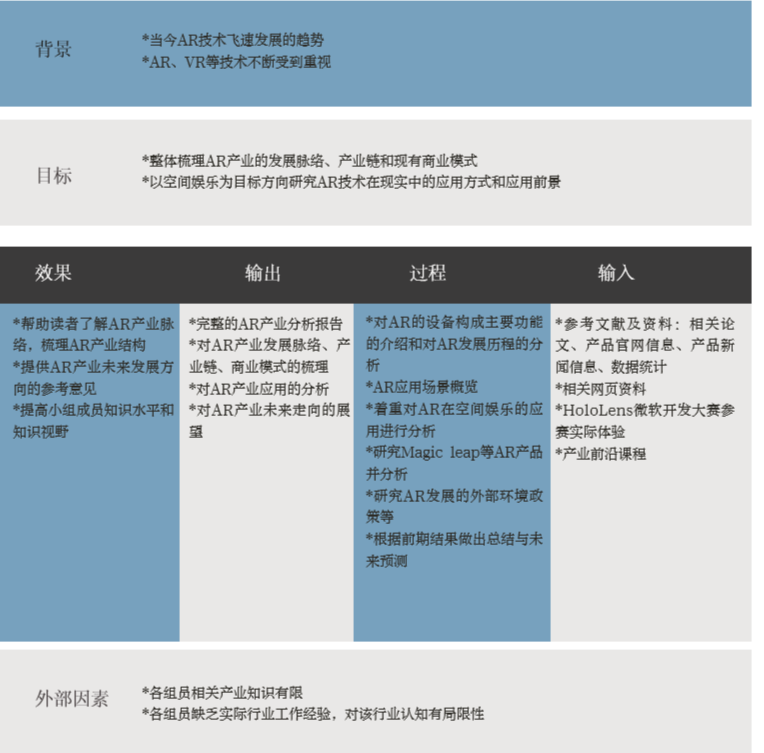 背景
*当今AR技术飞速发展的趋势
*AR、VR等技术不断受到重视
目标
*整体梳理AR产业的发展脉络、产业链和现有商业模式
*以空间娱乐为目标方向研究AR技术在现实中的应用方式和应用前景
效果
*帮助读者了解AR产业脉
络，梳理AR产业结构
*提供AR产业未来发展方
向的参考意见
*提高小组成员知识水平和
知识视野
输出
*完整的AR产业分析报告
*对AR产业发展脉络、产
业链、商业模式的梳理
*对AR产业应用的分析
*对AR产业未来走向的展
望
过程
*对AR的设备构成主要功能
的介绍和对AR发展历程的分
析
*AR应用场景概览
*着重对AR在空间娱乐的应
用进行分析
*研究Magic leap等AR产品
并分析
*研究AR发展的外部环境政
策等
*根据前期结果做出总结与未
来预测
输入
*参考文献及资料：相关论
文、产品官网信息、产品新
闻信息、数据统计
*相关网页资料
*HoloLens微软开发大赛参
赛实际体验
*产业前沿课程
外部因素
*各组员相关产业知识有限
*各组员缺乏实际行业工作经验，对该行业认知有局限性